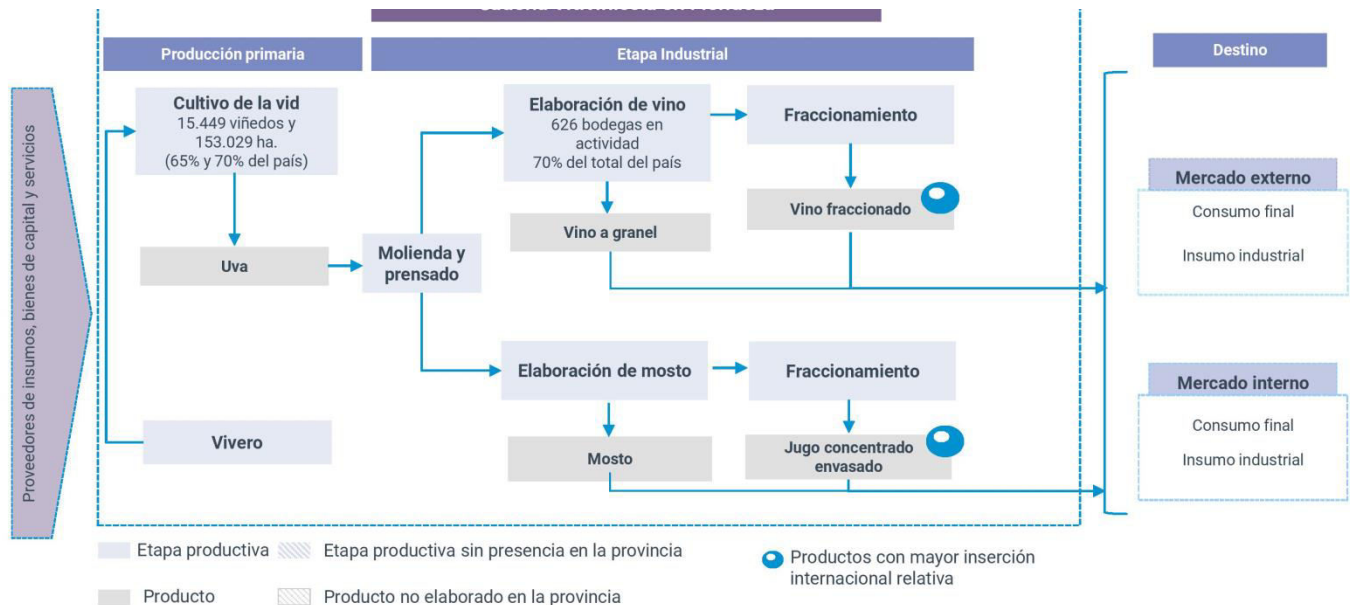 Producción primaria
Etapa Industrial
Destino
Proveedores de insumos, bienes de capital y servicios
Cultivo de la vid
15.449 viñedos y
153.029 ha.
(65% y 70% del país)
Uva
Vivero
Molienda y
prensado
Elaboración de vino
626 bodegas en
actividad
70% del total del país
Vino a granel
Fraccionamiento
Vino fraccionado
Elaboración de mosto
Mosto
Fraccionamiento
Jugo concentrado
envasado
Mercado externo
Consumo final
Insumo industrial
Mercado interno
Consumo final
Insumo industrial
Etapa productiva
Etapa productiva sin presencia en la provincia
Productos con mayor inserción
internacional relativa
Producto
Producto no elaborado en la provincia